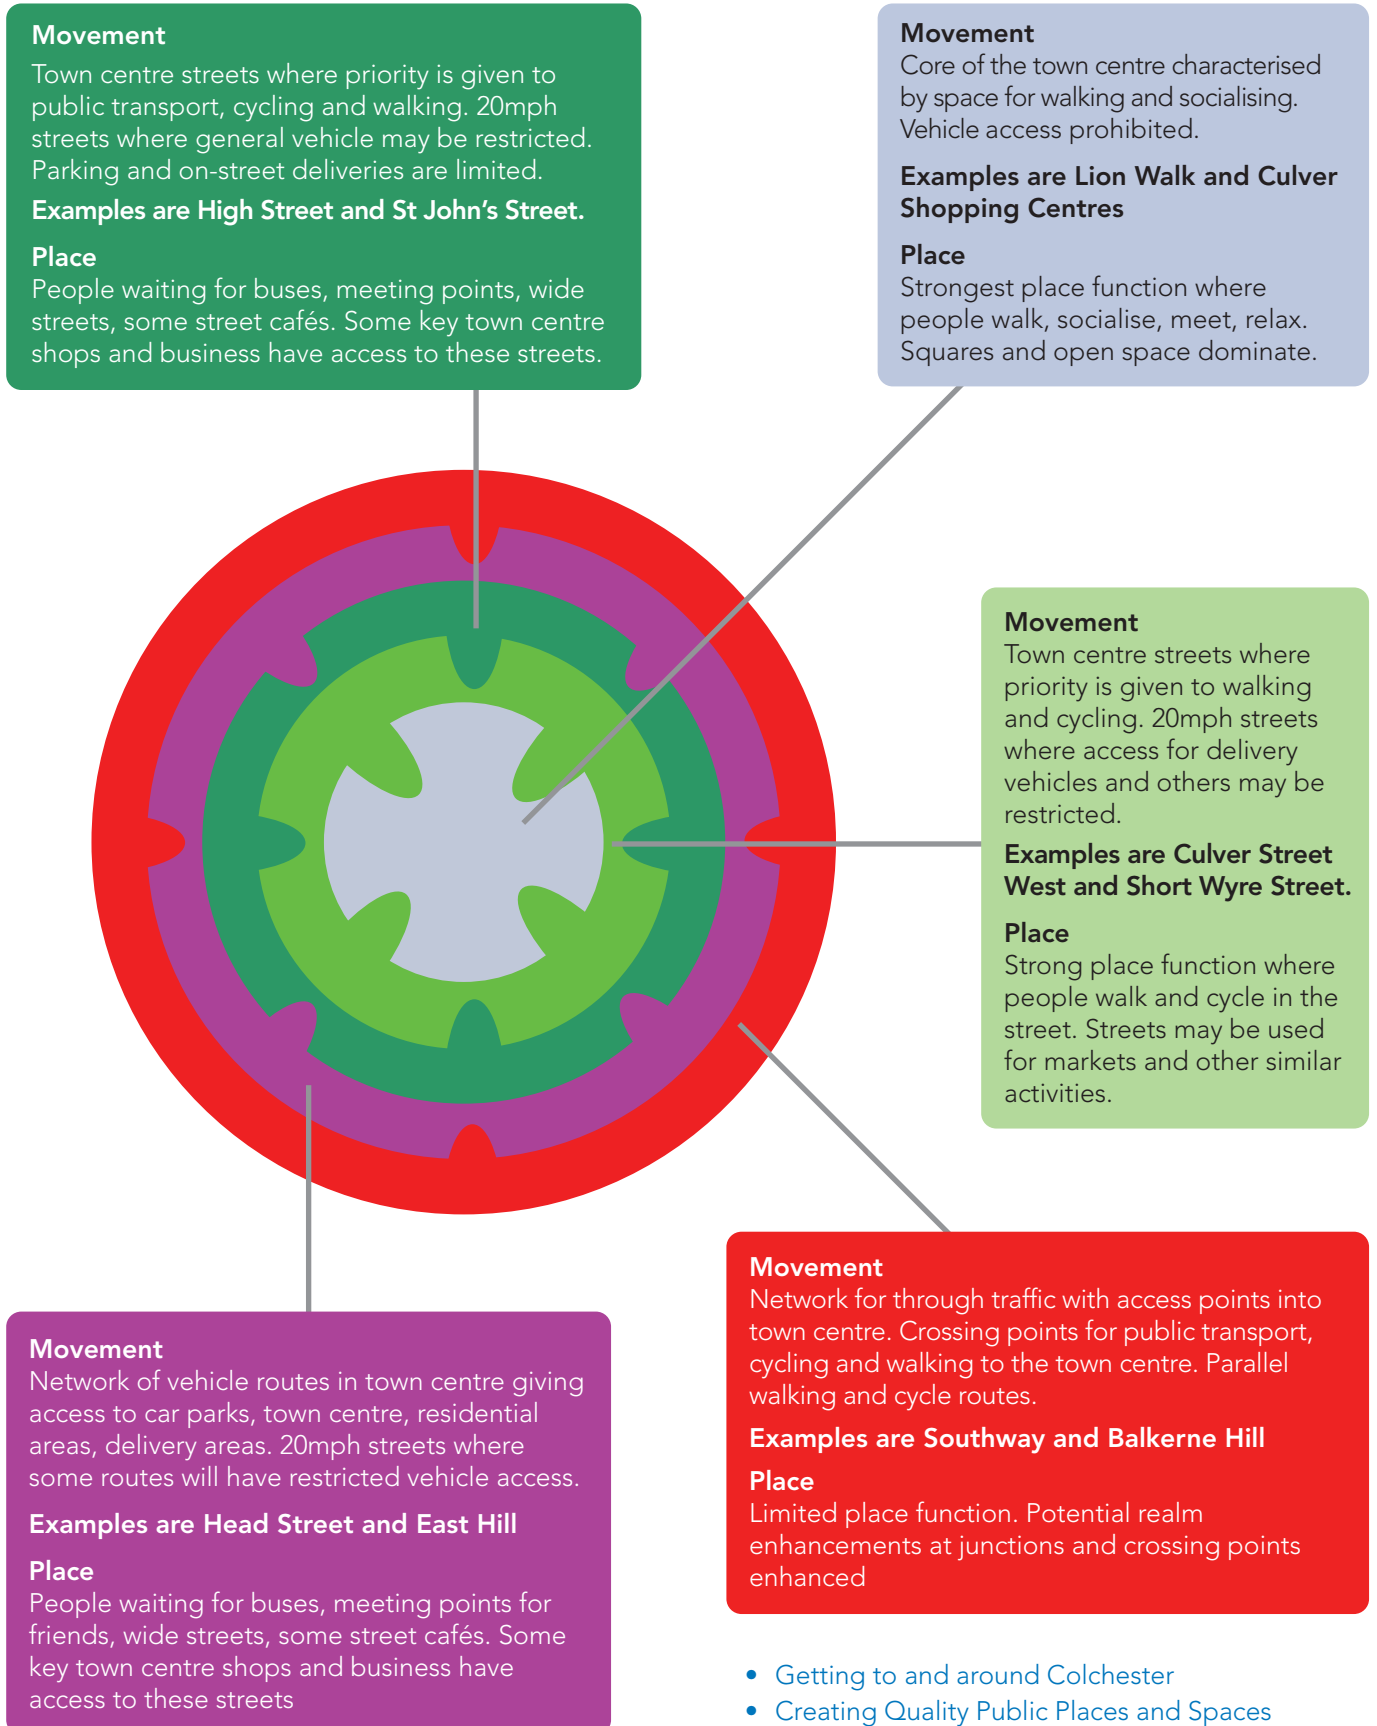 Movement
Town centre streets where priority is given to
public transport, cycling and walking. 20mph
streets where general vehicle may be restricted.
Parking and on-street deliveries are limited.
Examples are High Street and St John's Street.
Place
People waiting for buses, meeting points, wide
streets, some street cafés. Some key town centre
shops and business have access to these streets.
Movement
Core of the town centre characterised
by space for walking and socialising.
Vehicle access prohibited.
Examples are Lion Walk and Culver
Shopping Centres
Place
Strongest place function where
people walk, socialise, meet, relax.
Squares and open space dominate.
Movement
Town centre streets where
priority is given to walking
and cycling. 20mph streets
where access for delivery
vehicles and others may be
restricted.
Examples are Culver Street
West and Short Wyre Street.
Place
Strong place function where
people walk and cycle in the
street. Streets may be used
for markets and other similar
activities.
Movement
Network of vehicle routes in town centre giving
access to car parks, town centre, residential
areas, delivery areas. 20mph streets where
some routes will have restricted vehicle access.
Examples are Head Street and East Hill
Place
People waiting for buses, meeting points for
friends, wide streets, some street cafés. Some
key town centre shops and business have
access to these streets
Movement
Network for through traffic with access points into
town centre. Crossing points for public transport,
cycling and walking to the town centre. Parallel
walking and cycle routes.
Examples are Southway and Balkerne Hill
Place
Limited place function. Potential realm
enhancements at junctions and crossing points
enhanced
• Getting to and around Colchester
• Creating Quality Public Places and Spaces